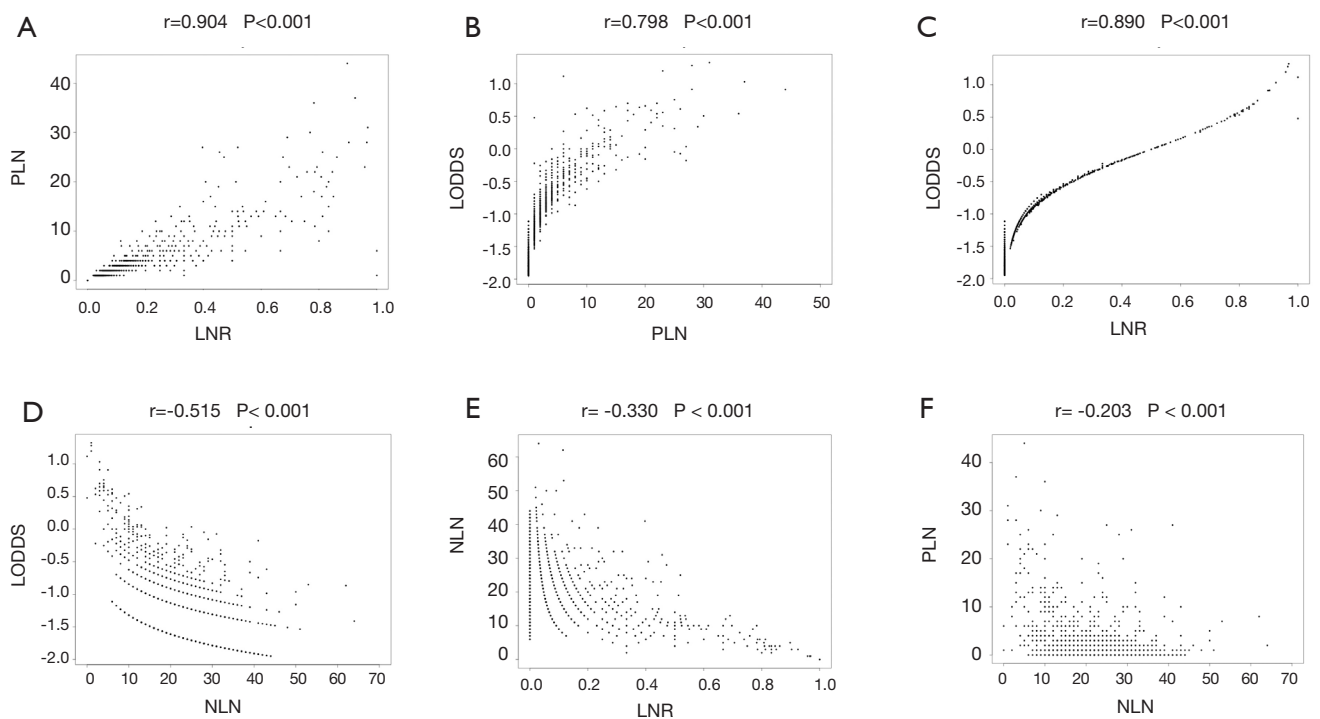 A
r=0.904 P<0.001
PLN
40
30
20
10
0
0.0 0.2 0.4 0.6 0.8 1.0
LNR
B
r=0.798 P<0.001
LODDS
1.0
0.5
0.0
-0.5
-1.0
-1.5
-2.0
0 10 20 30 40 50
PLN
C
r=0.890 P<0.001
LODDS
1.0
0.5
0.0
-0.5
-1.0
-1.5
-2.0
0.0 0.2 0.4 0.6 0.8 1.0
LNR
D
r=-0.515 P< 0.001
LODDS
1.0
0.5
0.0
-0.5
-1.0
-1.5
-2.0
0 10 20 30 40 50 60 70
NLN
E
r= -0.330 P < 0.001
NLN
60
50
40
30
20
10
0
0.0 0.2 0.4 0.6 0.8 1.0
LNR
F
r= -0.203 P < 0.001
PLN
40
30
20
10
0
0 10 20 30 40 50 60 70
NLN